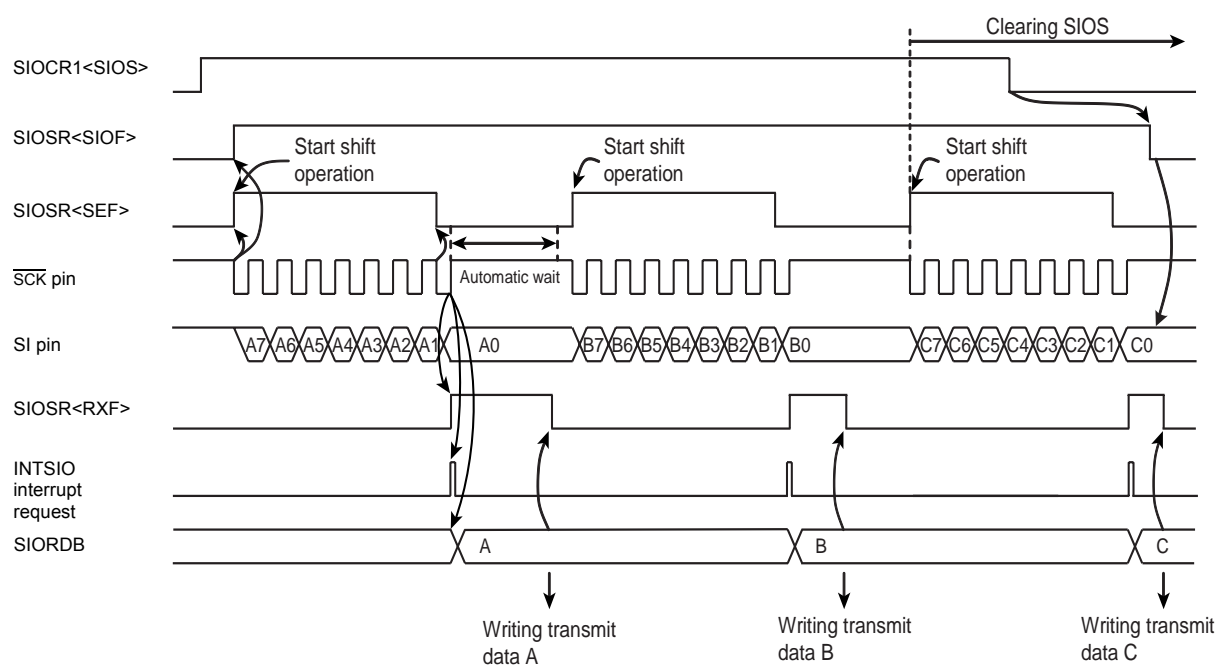 Clearing SIOS
SIOCR1<SIOS>
SIOSR<SIOF>
Start shift
operation
Start shift
operation
Start shift
operation
SIOSR<SEF>
SCK pin
Automatic wait
SI pin
A7 A6 A5 A4 A3 A2 A1 A0 B7 B6 B5 B4 B3 B2 B1 B0 C7 C6 C5 C4 C3 C2 C1 C0
SIOSR<RXF>
INTSIO
interrupt
request
SIORDB
A B C
Writing transmit
data A
Writing transmit
data B
Writing transmit
data C